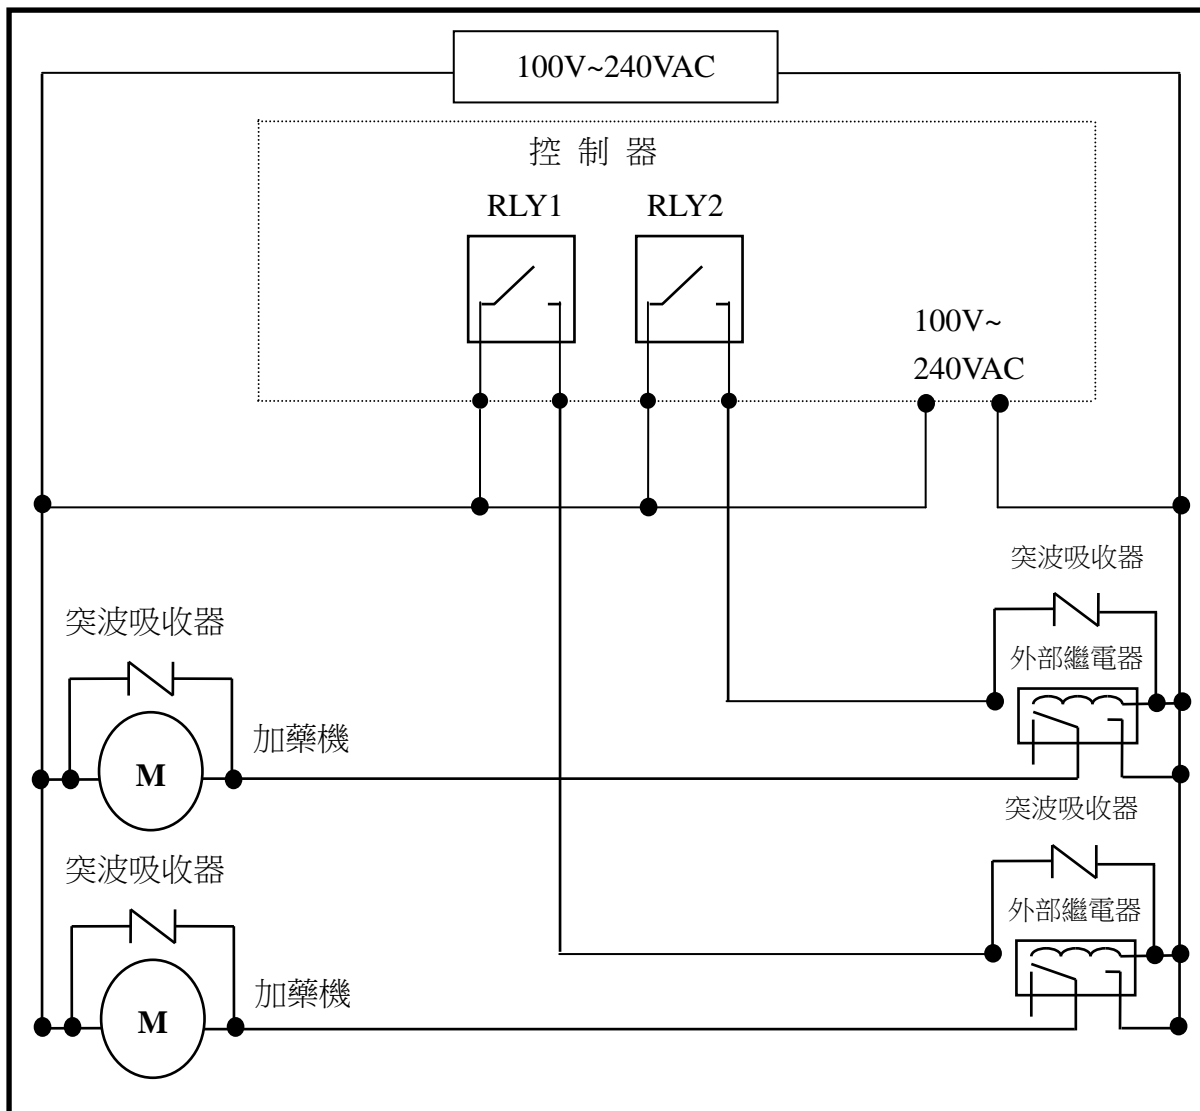 100V~240VAC
控 制 器
RLY1 RLY2
100V~
240VAC
突波吸收器
突波吸收器
外部繼電器
加藥機
M
突波吸收器
突波吸收器
外部繼電器
加藥機
M